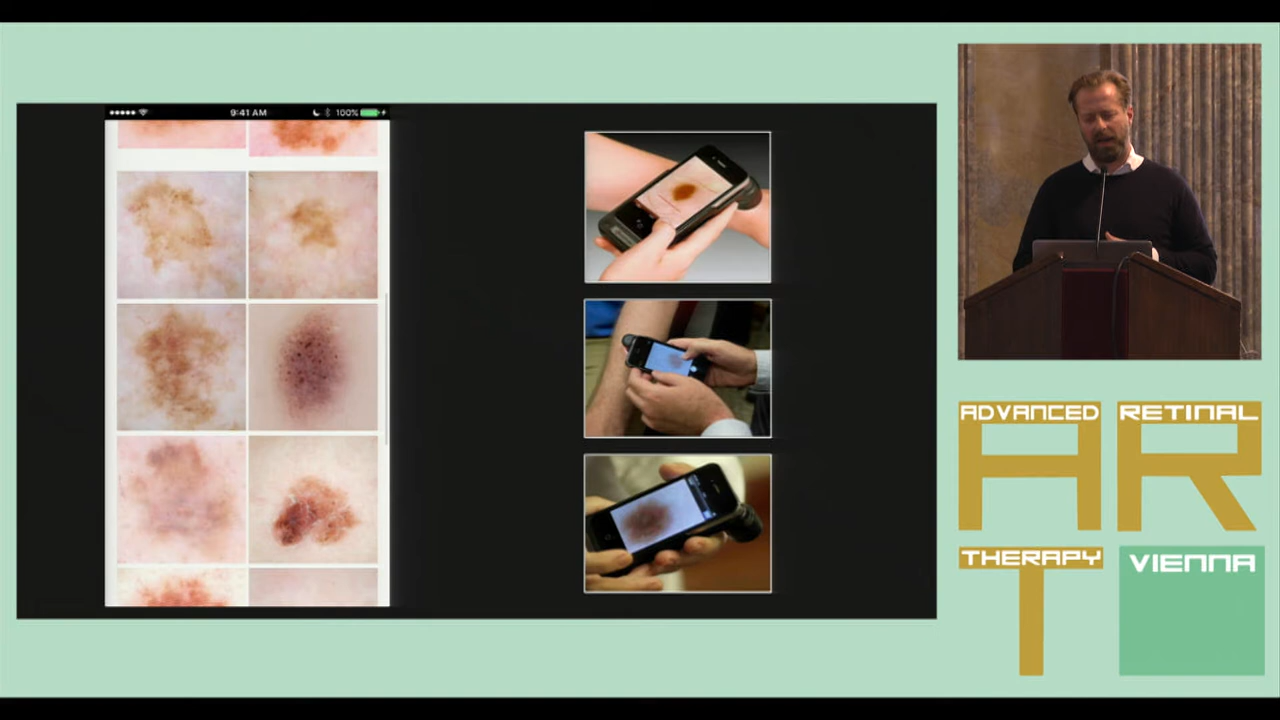 9:41 AM
100%
ADVANCED
RETINAL
A
R
THERAPY
T
VIENNA